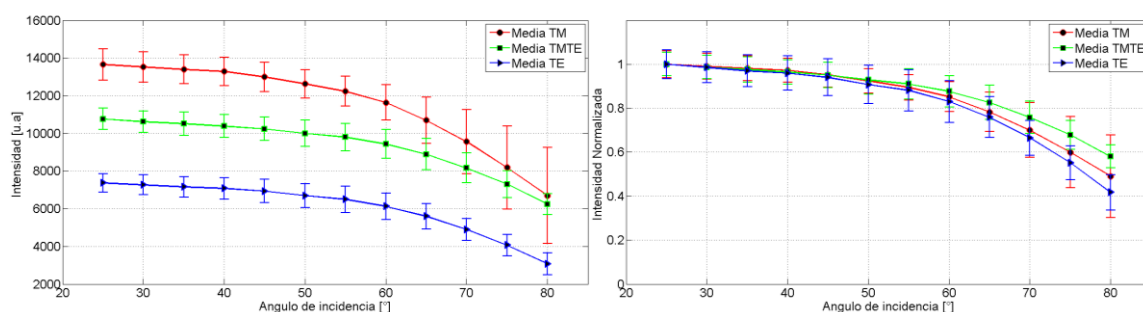 16000
14000
12000
10000
8000
6000
4000
2000
Intensidad [u.a]
20 30 40 50 60 70 80
Angulo de incidencia [°]
Media TM
Media TMTE
Media TE
1
0.8
0.6
0.4
0.2
0
Intensidad Normalizada
20 30 40 50 60 70 80
Angulo de incidencia [°]
Media TM
Media TMTE
Media TE